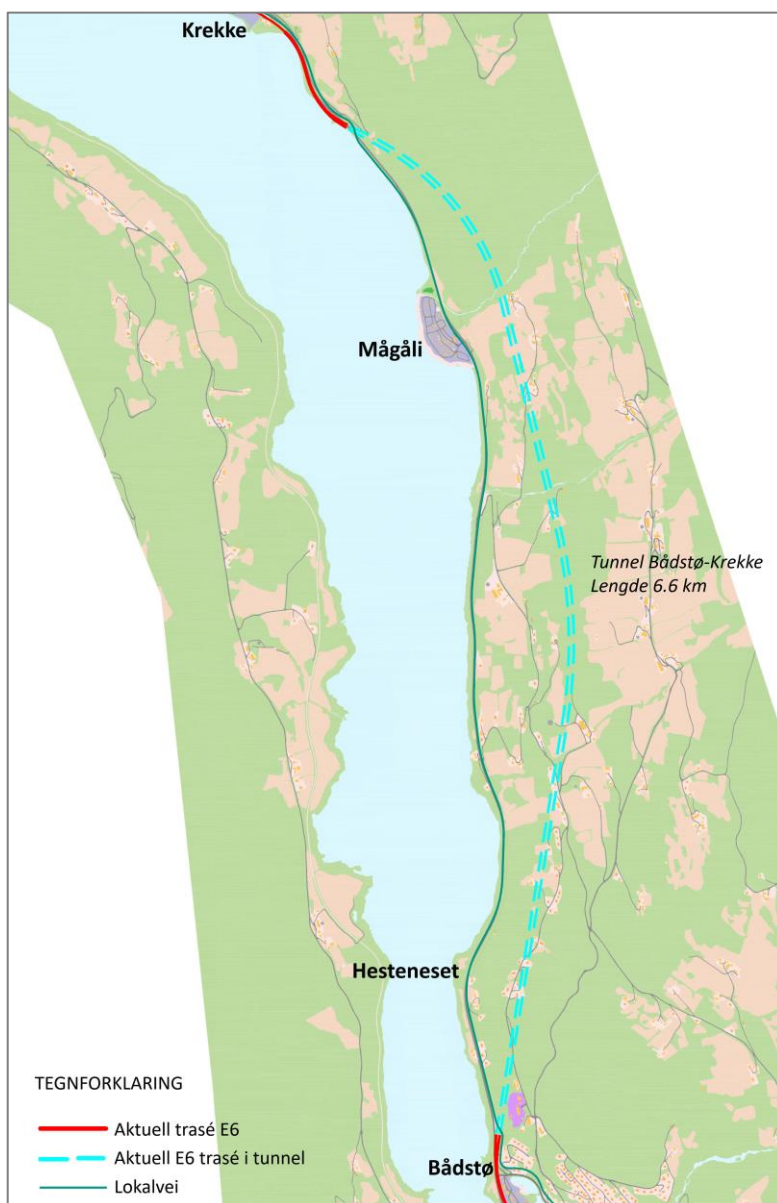 Krekke
Mågåli
Tunnel Bådstø-Krekke
Lengde 6.6 km
Hesteneset
TEGNFORKLARING
Aktuell trasé E6
Aktuell E6 trasé i tunnel
Bådstø
Lokalvei